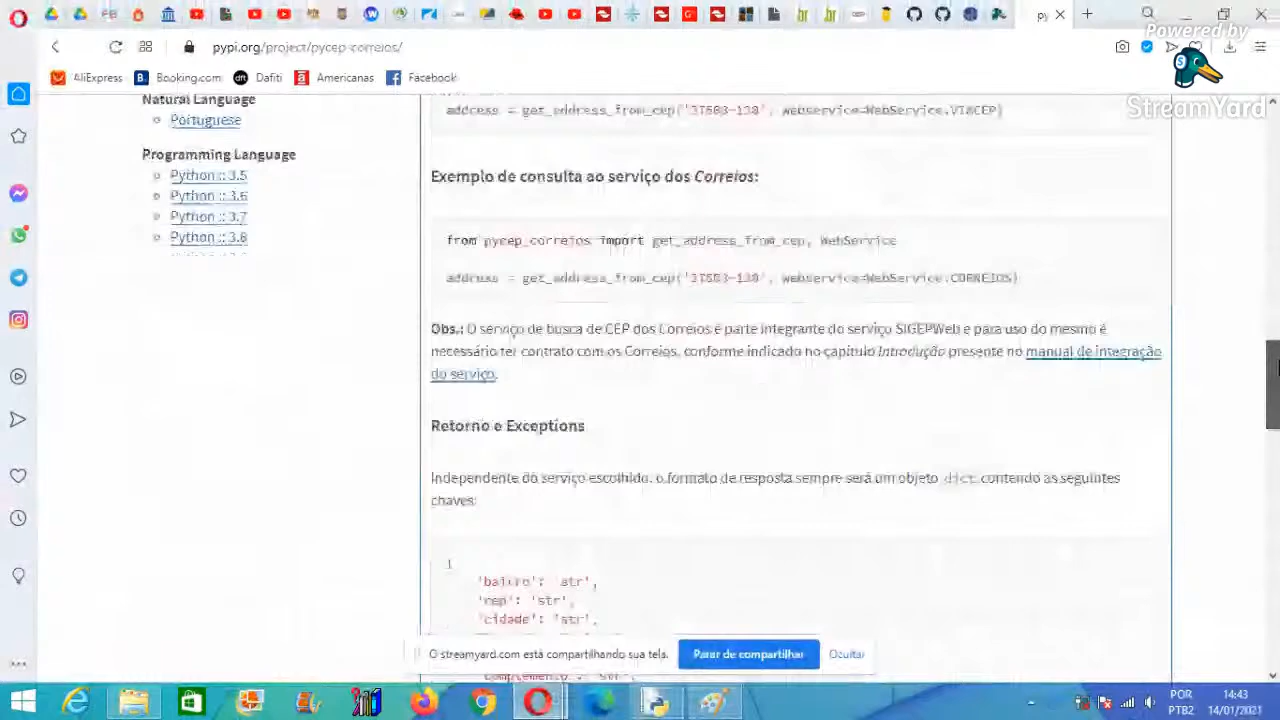 py
Powered by
StreamYard
pypi.org/project/pycep-correios/
AliExpress
Booking.com
dft
Dafiti
Americanas
Facebook
Natural Language
Portuguese
Programming Language
Python :: 3.5
Python :: 3.6
Python :: 3.7
Python :: 3.8
address = get_address_from_cep('37503-130', webservice=WebService.VIACEP)
Exemplo de consulta ao serviço dos Correios:
from pycep_correios import get_address_from_cep, WebService
address = get_address_from_cep('37503-130', webservice=WebService.CORREIOS)
Obs.: O serviço de busca de CEP dos Correios é parte integrante do serviço SIGEPWeb e para uso do mesmo é
necessário ter contrato com os Correios, conforme indicado no capítulo Introdução presente no manual de integração
do serviço.
Retorno e Exceptions
Independente do serviço escolhido, o formato de resposta sempre será um objeto dict contendo as seguintes
chaves:
{
'bairro': 'str',
'cep': 'str',
'cidade': 'str',
'complemento': 'str',
O streamyard.com está compartilhando sua tela.
Parar de compartilhar
Ocultar
POR
PTB2
14:43
14/01/2021